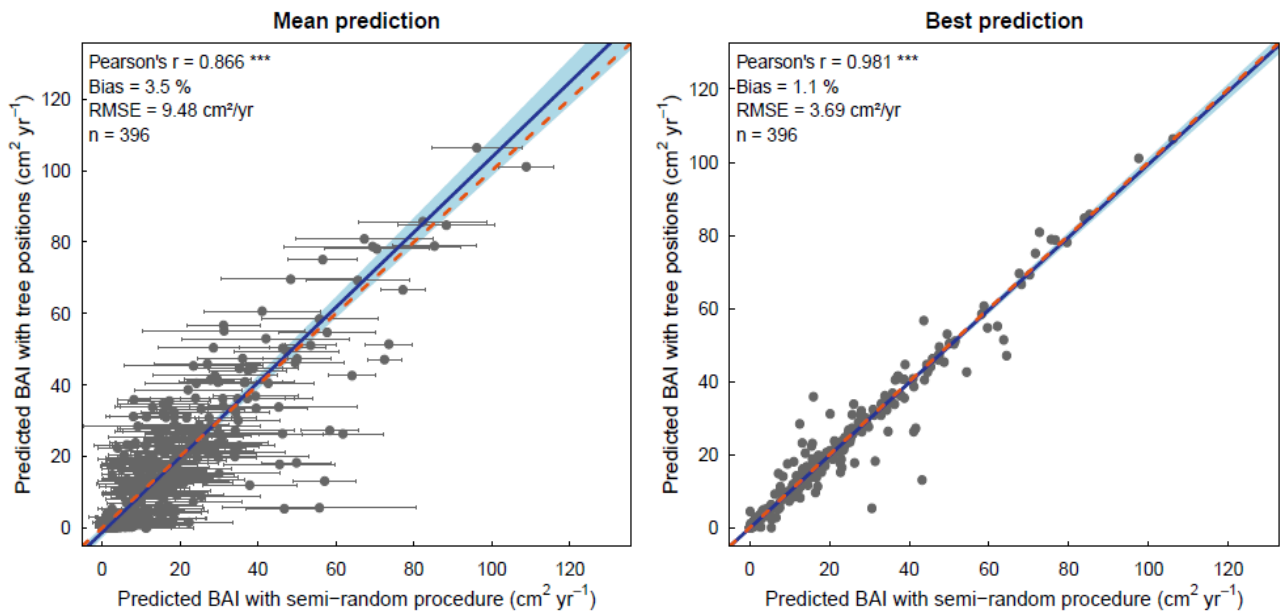 Mean prediction
Pearson's r = 0.866 ***
Bias = 3.5 %
RMSE = 9.48 cm²/yr
n = 396
Predicted BAI with tree positions (cm² yr⁻¹)
120
100
80
60
40
20
0
0 20 40 60 80 100 120
Predicted BAI with semi−random procedure (cm² yr⁻¹)
Best prediction
Pearson's r = 0.981 ***
Bias = 1.1 %
RMSE = 3.69 cm²/yr
n = 396
Predicted BAI with tree positions (cm² yr⁻¹)
120
100
80
60
40
20
0
0 20 40 60 80 100 120
Predicted BAI with semi−random procedure (cm² yr⁻¹)